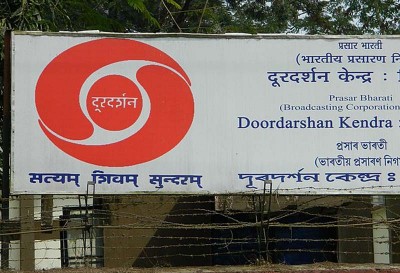 दूरदर्शन
सत्यम् शिवम् सुन्दरम्
प्रसार भारती
(भारतीय प्रसारण
दूरदर्शन केन्द्र :
Prasar Bharati
(Broadcasting Corporation
Doordarshan Kendra :
প্ৰসাৰ ভাৰতী
(ভাৰতীয় প্ৰসাৰণ নিগ
দূৰদৰ্শন কেন্দ্ৰ :